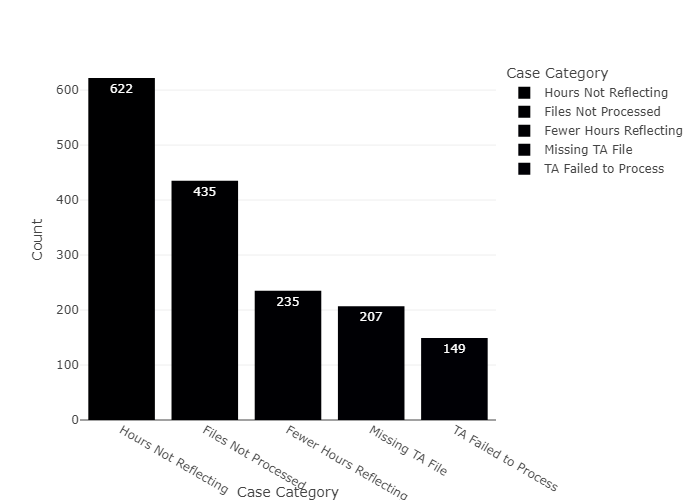 Case Category
Hours Not Reflecting
Files Not Processed
Fewer Hours Reflecting
Missing TA File
TA Failed to Process
600
500
400
300
200
100
0
Count
622
435
235
207
149
Hours Not Reflecting
Files Not Processed
Fewer Hours Reflecting
Missing TA File
TA Failed to Process
Case Category